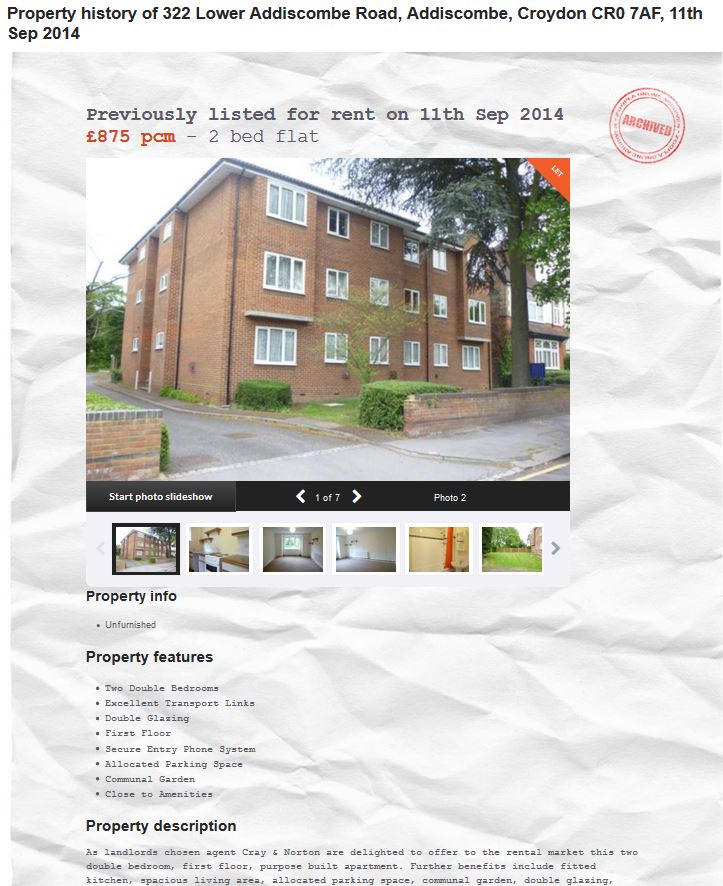 Property history of 322 Lower Addiscombe Road, Addiscombe, Croydon CR0 7AF, 11th
Sep 2014
Previously listed for rent on 11th Sep 2014
£875 pcm – 2 bed flat
ARCHIVED
LET
Start photo slideshow
1 of 7
Photo 2
Property info
• Unfurnished
Property features
• Two Double Bedrooms
• Excellent Transport Links
• Double Glazing
• First Floor
• Secure Entry Phone System
• Allocated Parking Space
• Communal Garden
• Close to Amenities
Property description
As landlords chosen agent Cray & Norton are delighted to offer to the rental market this two
double bedroom, first floor, purpose built apartment. Further benefits include fitted
kitchen, spacious living area, allocated parking space, communal garden, double glazing,